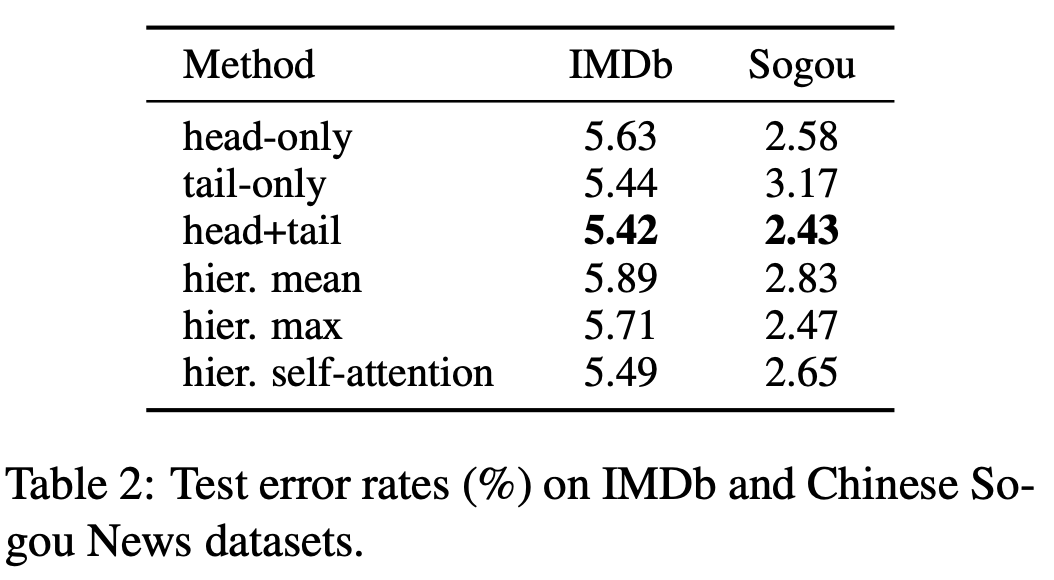 Method IMDb Sogou
head-only 5.63 2.58
tail-only 5.44 3.17
head+tail 5.42 2.43
hier. mean 5.89 2.83
hier. max 5.71 2.47
hier. self-attention 5.49 2.65
Table 2: Test error rates (%) on IMDb and Chinese So-
gou News datasets.